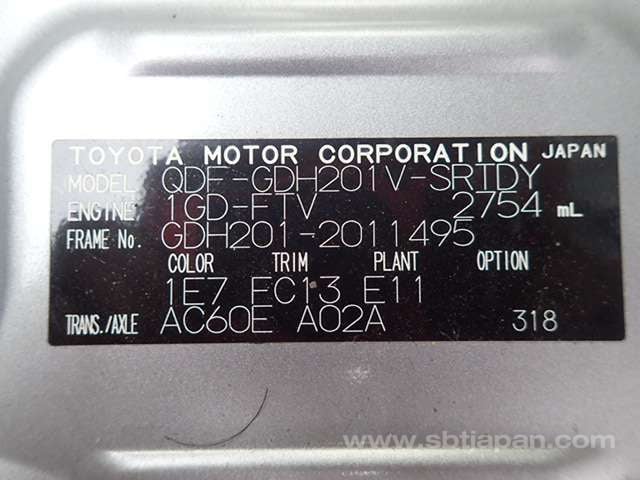 TOYOTA MOTOR CORPORATION JAPAN
MODEL QDF-GDH201V-SRTDY
ENGINE 1GD-FTV 2754 mL
FRAME No. GDH201-2011495
COLOR TRIM PLANT OPTION
1E7 FC13 E11
TRANS./AXLE AC60E A02A 318
www.sbtjapan.com